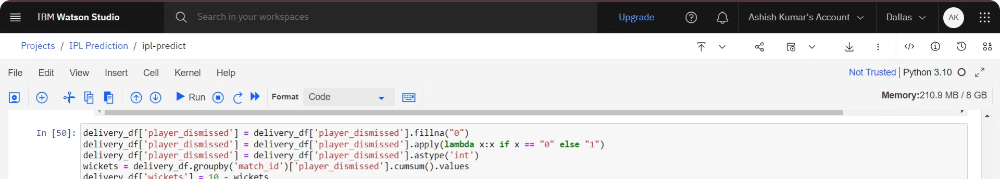 IBM Watson Studio Search in your workspaces Upgrade Ashish Kumar's Account Dallas AK
Projects / IPL Prediction / ipl-predict
File Edit View Insert Cell Kernel Help Not Trusted Python 3.10
Run Format Code Memory:210.9 MB / 8 GB
In [50]: delivery_df['player_dismissed'] = delivery_df['player_dismissed'].fillna("0")
delivery_df['player_dismissed'] = delivery_df['player_dismissed'].apply(lambda x:x if x == "0" else "1")
delivery_df['player_dismissed'] = delivery_df['player_dismissed'].astype('int')
wickets = delivery_df.groupby('match_id')['player_dismissed'].cumsum().values
delivery_df['wickets'] = 10 - wickets